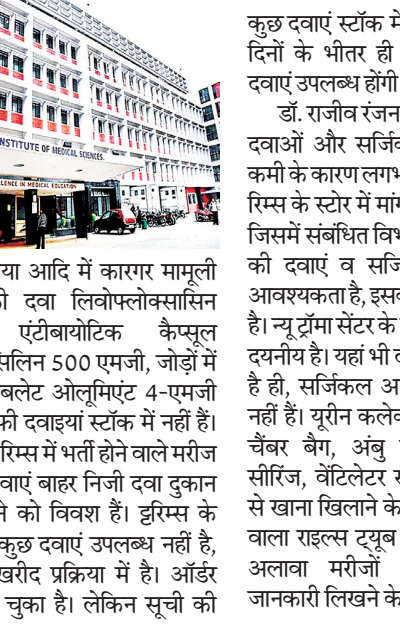 INSTITUTE OF MEDICAL SCIENCES.
LLENCE IN MEDICAL EDUCATION
या आदि में कारगर मामूली
दवा लिवोफ्लोक्सासिन
एंटीबायोटिक कैप्सूल
सिलिन 500 एमजी, जोड़ों में
बलेट ओलूमिएंट 4-एमजी
फी दवाइयां स्टॉक में नहीं हैं।
रिम्स में भर्ती होने वाले मरीज
वाएं बाहर निजी दवा दुकान
ने को विवश हैं। इ्ररिम्स के
कुछ दवाएं उपलब्ध नहीं है,
खरीद प्रक्रिया में है। ऑर्डर
चुका है। लेकिन सूची की
कुछ दवाएं स्टॉक में
दिनों के भीतर ही
दवाएं उपलब्ध होंगी
डॉ. राजीव रंजन
दवाओं और सर्जिक
कमी के कारण लगभ
रिम्स के स्टोर में मांग
जिसमें संबंधित विभ
की दवाएं व सर्जि
आवश्यकता है, इसक
है। न्यू ट्रॉमा सेंटर के
दयनीय है। यहां भी द
है ही, सर्जिकल आ
नहीं हैं। यूरीन कलेक
चैंबर बैग, अंबु
सीरिंज, वेंटिलेटर स
से खाना खिलाने के
वाला राइल्स ट्यूब
अलावा मरीजों
जानकारी लिखने के